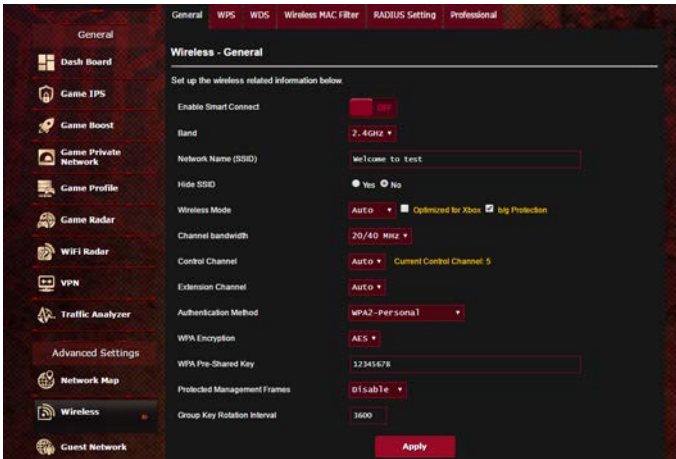 General WPS WDS Wireless MAC Filter RADIUS Setting Professional
General
Dash Board
Game IPS
Game Boost
Game Private
Network
Game Profile
Game Radar
WiFi Radar
VPN
Traffic Analyzer
Advanced Settings
Network Map
Wireless
Guest Network
Wireless - General
Set up the wireless related information below.
Enable Smart Connect OFF
Band 2.4GHz
Network Name (SSID) Welcome to test
Hide SSID Yes No
Wireless Mode Auto Optimized for Xbox b/g Protection
Channel bandwidth 20/40 MHz
Control Channel Auto Current Control Channel: 5
Extension Channel Auto
Authentication Method WPA2-Personal
WPA Encryption AES
WPA Pre-Shared Key 12345678
Protected Management Frames Disable
Group Key Rotation Interval 3600
Apply